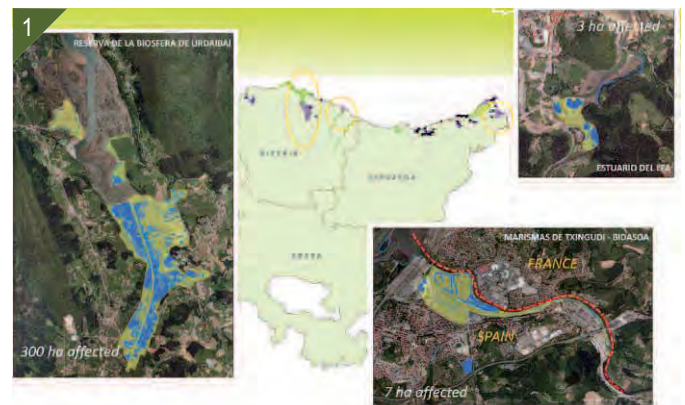 1
RESERVA DE LA BIOSFERA DE URDAIBAI
300 ha affected
3 ha affected
ESTUARIO DEL LEA
BIZKAIA
GIPUZKOA
ARABA
MARISMAS DE TXINGUDI - BIDASOA
FRANCE
SPAIN
7 ha affected